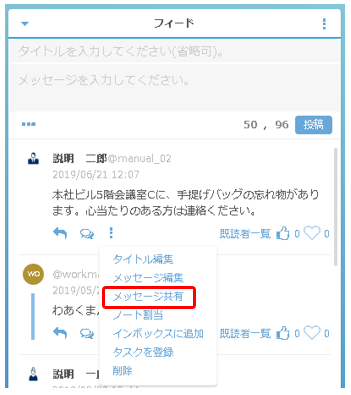 フィード
タイトルを入力してください(省略可)。
メッセージを入力してください。
50 , 96 投稿
説明 二郎@manual_02
2019/06/21 12:07
本社ビル5階会議室Cに、手提げバッグの忘れ物があり
ます。心当たりのある方は連絡ください。
既読者一覧 0 0
タイトル編集
WO @workm
メッセージ編集
2019/05/2
メッセージ共有
わあくまん
ノート割当
インボックスに追加 既読者一覧 0 0
タスクを登録
説明 一
削除